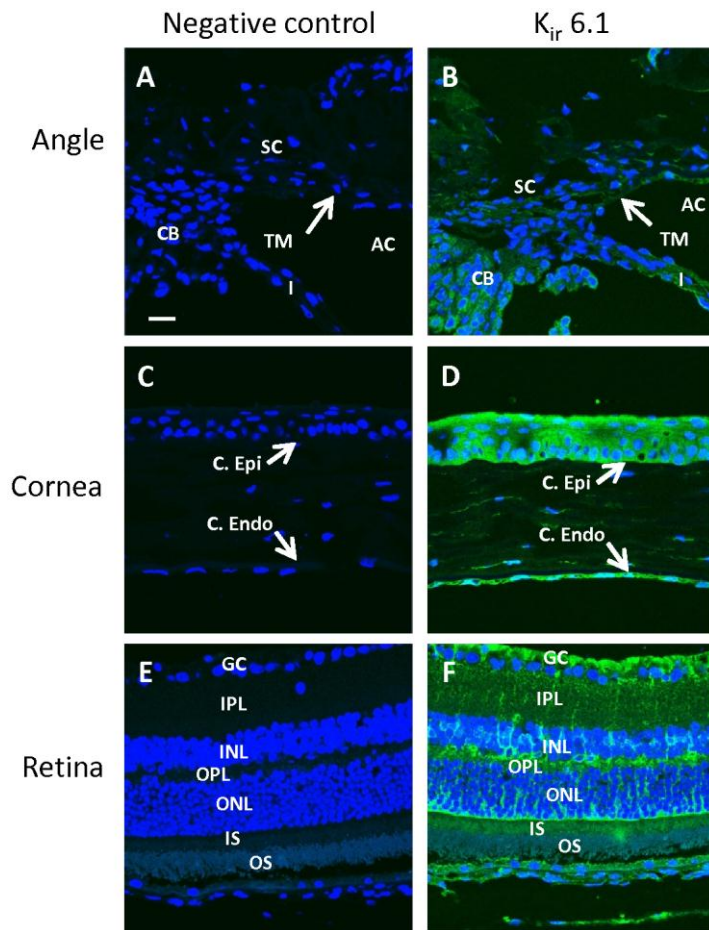 Negative control
K_ir 6.1
Angle
A
SC
CB
TM
AC
I
B
SC
AC
TM
CB
I
Cornea
C
C. Epi
C. Endo
D
C. Epi
C. Endo
Retina
E
GC
IPL
INL
OPL
ONL
IS
OS
F
GC
IPL
INL
OPL
ONL
IS
OS